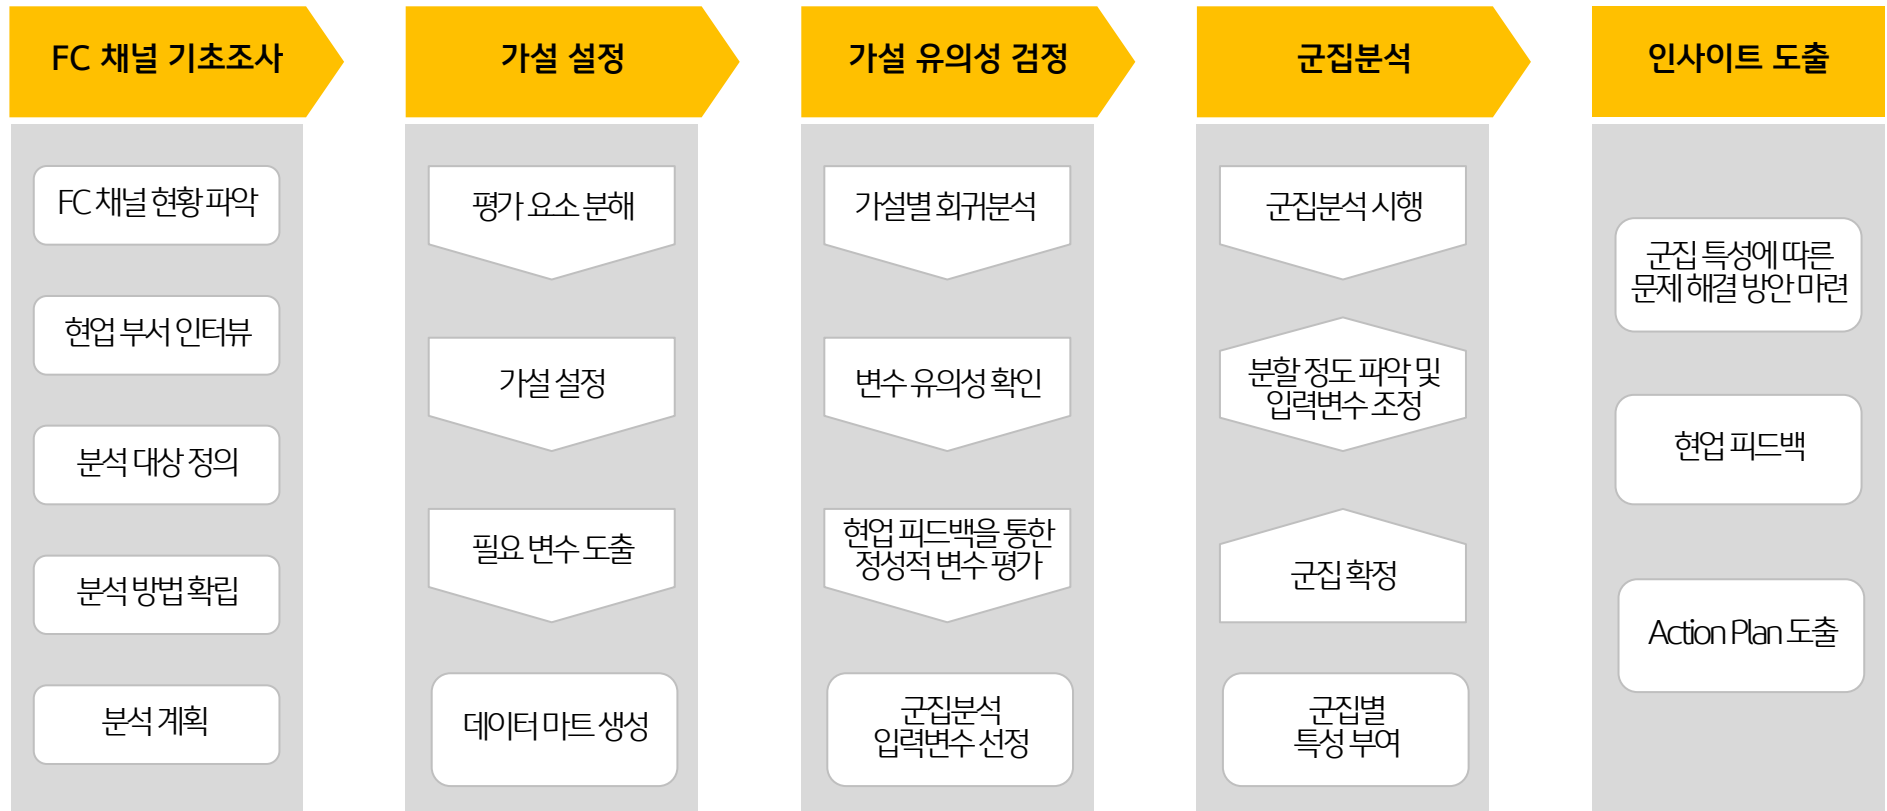 FC 채널 기초조사
FC 채널 현황 파악
현업 부서 인터뷰
분석 대상 정의
분석 방법 확립
분석 계획
가설 설정
평가 요소 분해
가설 설정
필요 변수 도출
데이터 마트 생성
가설 유의성 검정
가설별 회귀분석
변수 유의성 확인
현업 피드백을 통한
정성적 변수 평가
군집분석
입력변수 선정
군집분석
군집분석 시행
분할 정도 파악 및
입력변수 조정
군집 확정
군집별
특성 부여
인사이트 도출
군집 특성에 따른
문제 해결 방안 마련
현업 피드백
Action Plan 도출